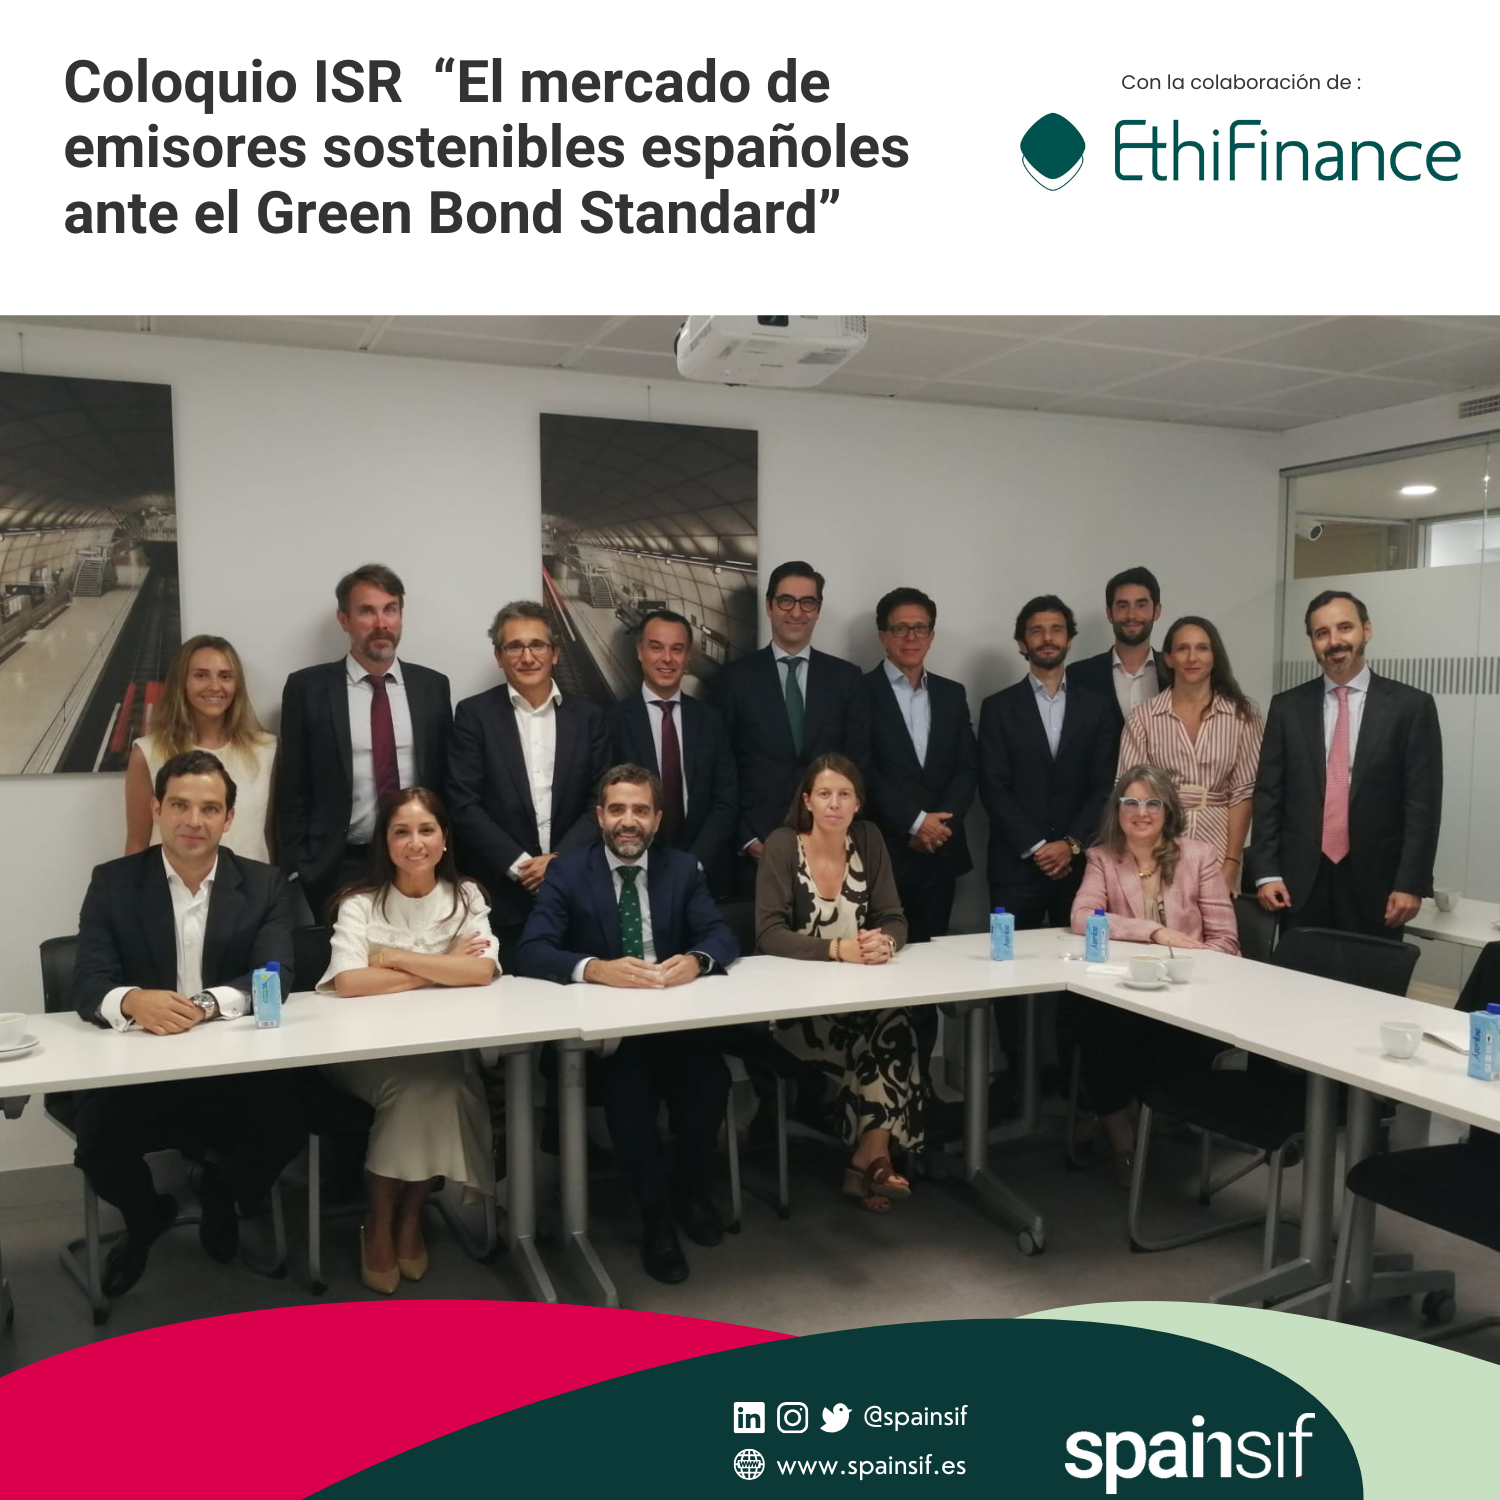 Coloquio ISR “El mercado de
emisores sostenibles españoles
ante el Green Bond Standard”
Con la colaboración de :
EthiFinance
@spainsif
www.spainsif.es
spainsif